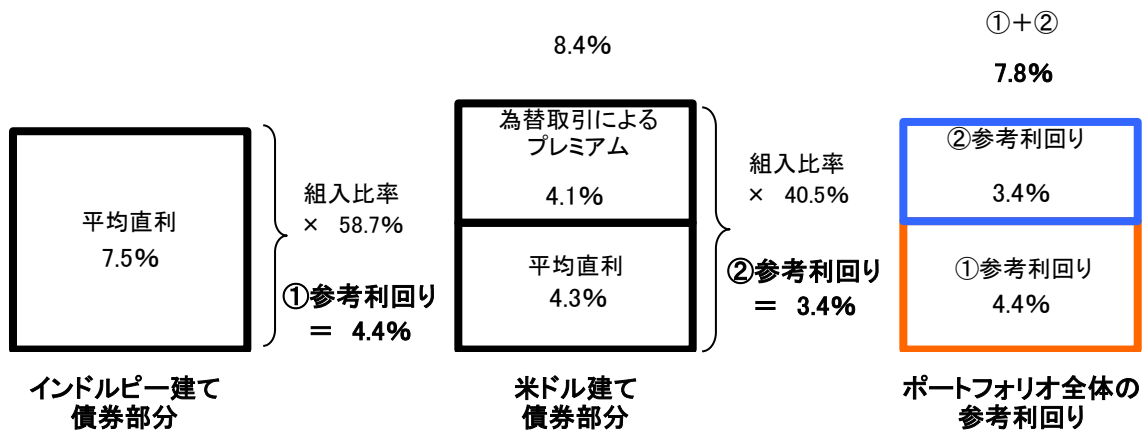 平均直利
7.5%
組入比率
× 58.7%
①参考利回り
＝ 4.4%
インドルピー建て
債券部分
8.4%
為替取引による
プレミアム
4.1%
平均直利
4.3%
組入比率
× 40.5%
②参考利回り
＝ 3.4%
米ドル建て
債券部分
①＋②
7.8%
②参考利回り
3.4%
①参考利回り
4.4%
ポートフォリオ全体の
参考利回り